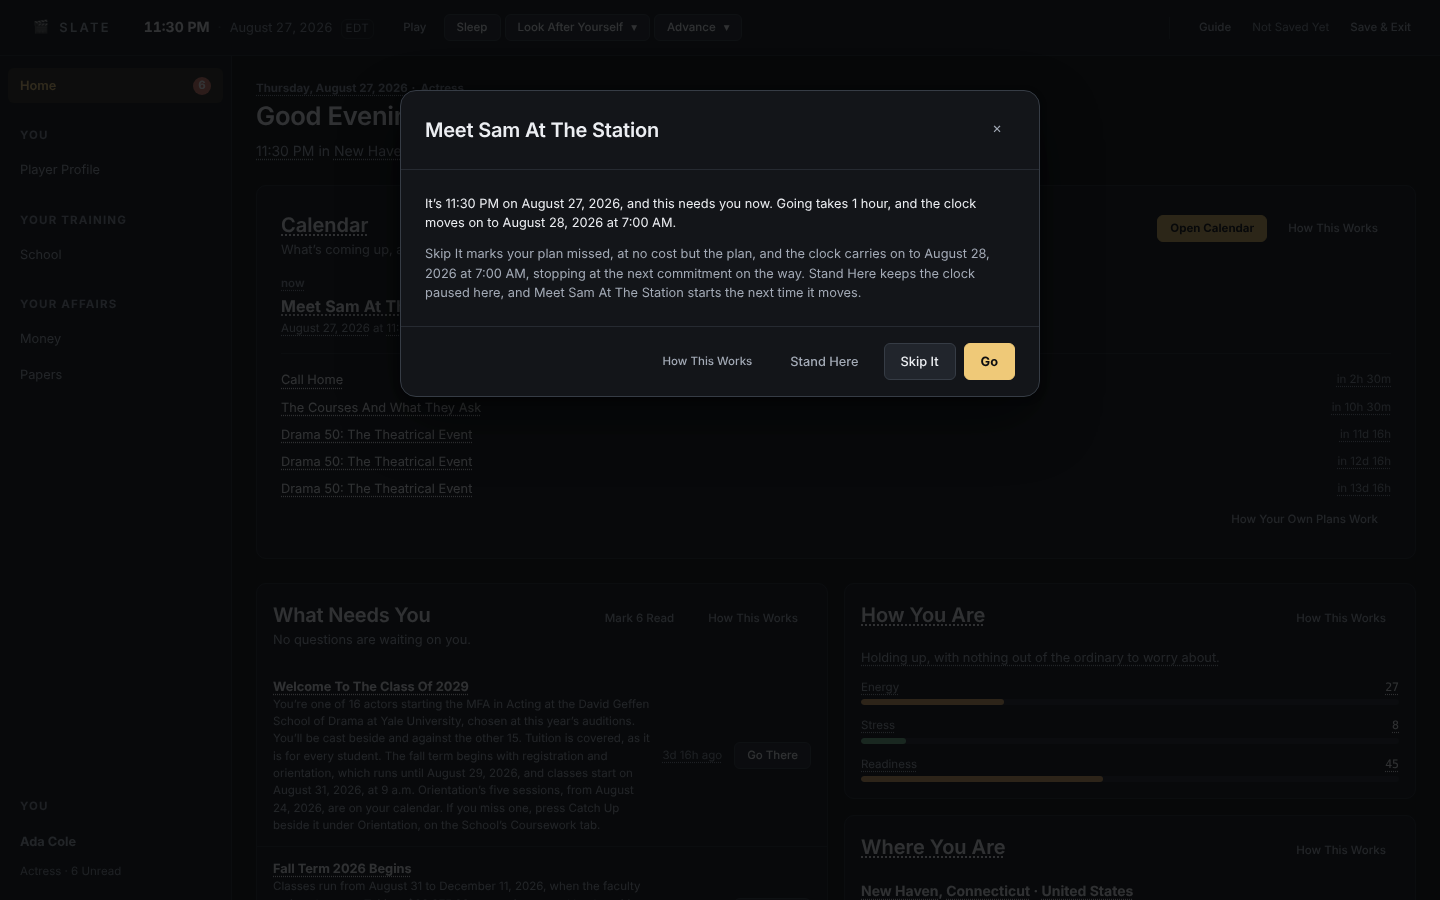 SLATE
11:30 PM
August 27, 2026
EDT
Play
Sleep
Look After Yourself ▾
Advance ▾
Guide
Not Saved Yet
Save & Exit
Home
6
YOU
Player Profile
YOUR TRAINING
School
YOUR AFFAIRS
Money
Papers
YOU
Ada Cole
Actress · 6 Unread
Thursday, August 27, 2026 · Actress
Good Evenin
11:30 PM in New Have
Calendar
What's coming up, a
Open Calendar
How This Works
now
Meet Sam At T
August 27, 2026 at 11:
Call Home
in 2h 30m
The Courses And What They Ask
in 10h 30m
Drama 50: The Theatrical Event
in 11d 16h
Drama 50: The Theatrical Event
in 12d 16h
Drama 50: The Theatrical Event
in 13d 16h
How Your Own Plans Work
Meet Sam At The Station
×
It's 11:30 PM on August 27, 2026, and this needs you now. Going takes 1 hour, and the clock
moves on to August 28, 2026 at 7:00 AM.
Skip It marks your plan missed, at no cost but the plan, and the clock carries on to August 28,
2026 at 7:00 AM, stopping at the next commitment on the way. Stand Here keeps the clock
paused here, and Meet Sam At The Station starts the next time it moves.
How This Works
Stand Here
Skip It
Go
What Needs You
Mark 6 Read
How This Works
No questions are waiting on you.
Welcome To The Class Of 2029
You're one of 16 actors starting the MFA in Acting at the David Geffen
School of Drama at Yale University, chosen at this year's auditions.
You'll be cast beside and against the other 15. Tuition is covered, as it
is for every student. The fall term begins with registration and
orientation, which runs until August 29, 2026, and classes start on
August 31, 2026, at 9 a.m. Orientation's five sessions, from August
24, 2026, are on your calendar. If you miss one, press Catch Up
beside it under Orientation, on the School's Coursework tab.
3d 16h ago
Go There
Fall Term 2026 Begins
Classes run from August 31 to December 11, 2026, when the faculty
How You Are
How This Works
Holding up, with nothing out of the ordinary to worry about.
Energy
27
Stress
8
Readiness
45
Where You Are
How This Works
New Haven, Connecticut · United States